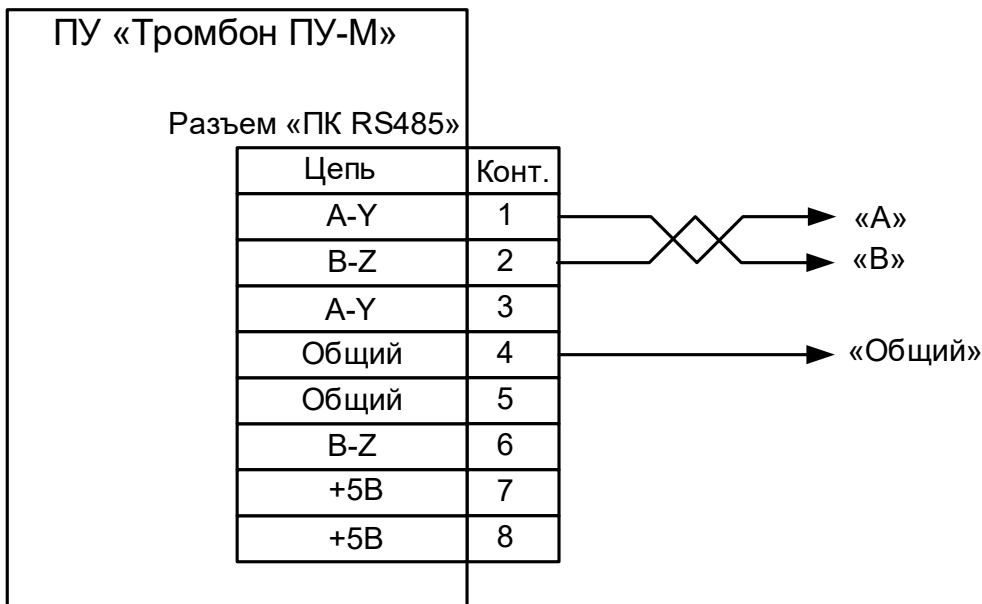 ПУ «Тромбон ПУ-М»
Разъем «ПК RS485»
Цепь Конт.
A-Y 1 «A»
B-Z 2 «B»
A-Y 3
Общий 4 «Общий»
Общий 5
B-Z 6
+5В 7
+5В 8